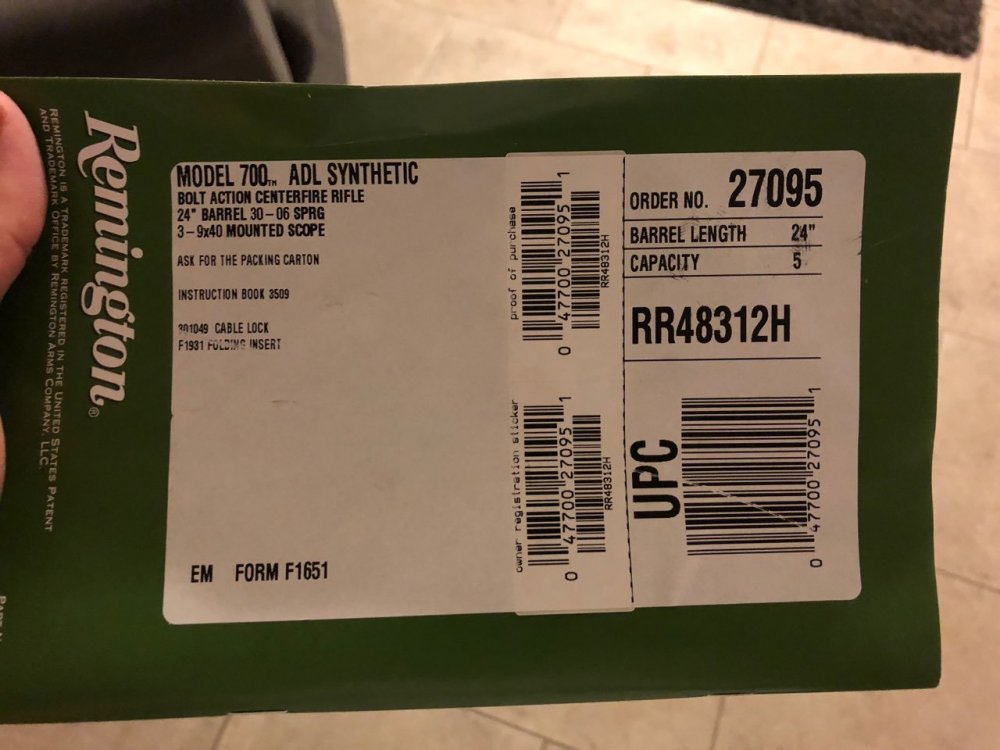 Remington®
REMINGTON IS A TRADEMARK REGISTERED IN THE UNITED STATES PATENT
AND TRADEMARK OFFICE BY REMINGTON ARMS COMPANY, LLC.
MODEL 700™ ADL SYNTHETIC
BOLT ACTION CENTERFIRE RIFLE
24" BARREL 30-06 SPRG
3-9x40 MOUNTED SCOPE
ASK FOR THE PACKING CARTON
INSTRUCTION BOOK 3509
301049 CABLE LOCK
F1931 FOLDING INSERT
EM FORM F1651
proof of purchase
0 47700 27095 1
RR48312H
owner registration sticker
0 47700 27095 1
RR48312H
ORDER NO. 27095
BARREL LENGTH 24"
CAPACITY 5
RR48312H
UPC
0 47700 27095 1